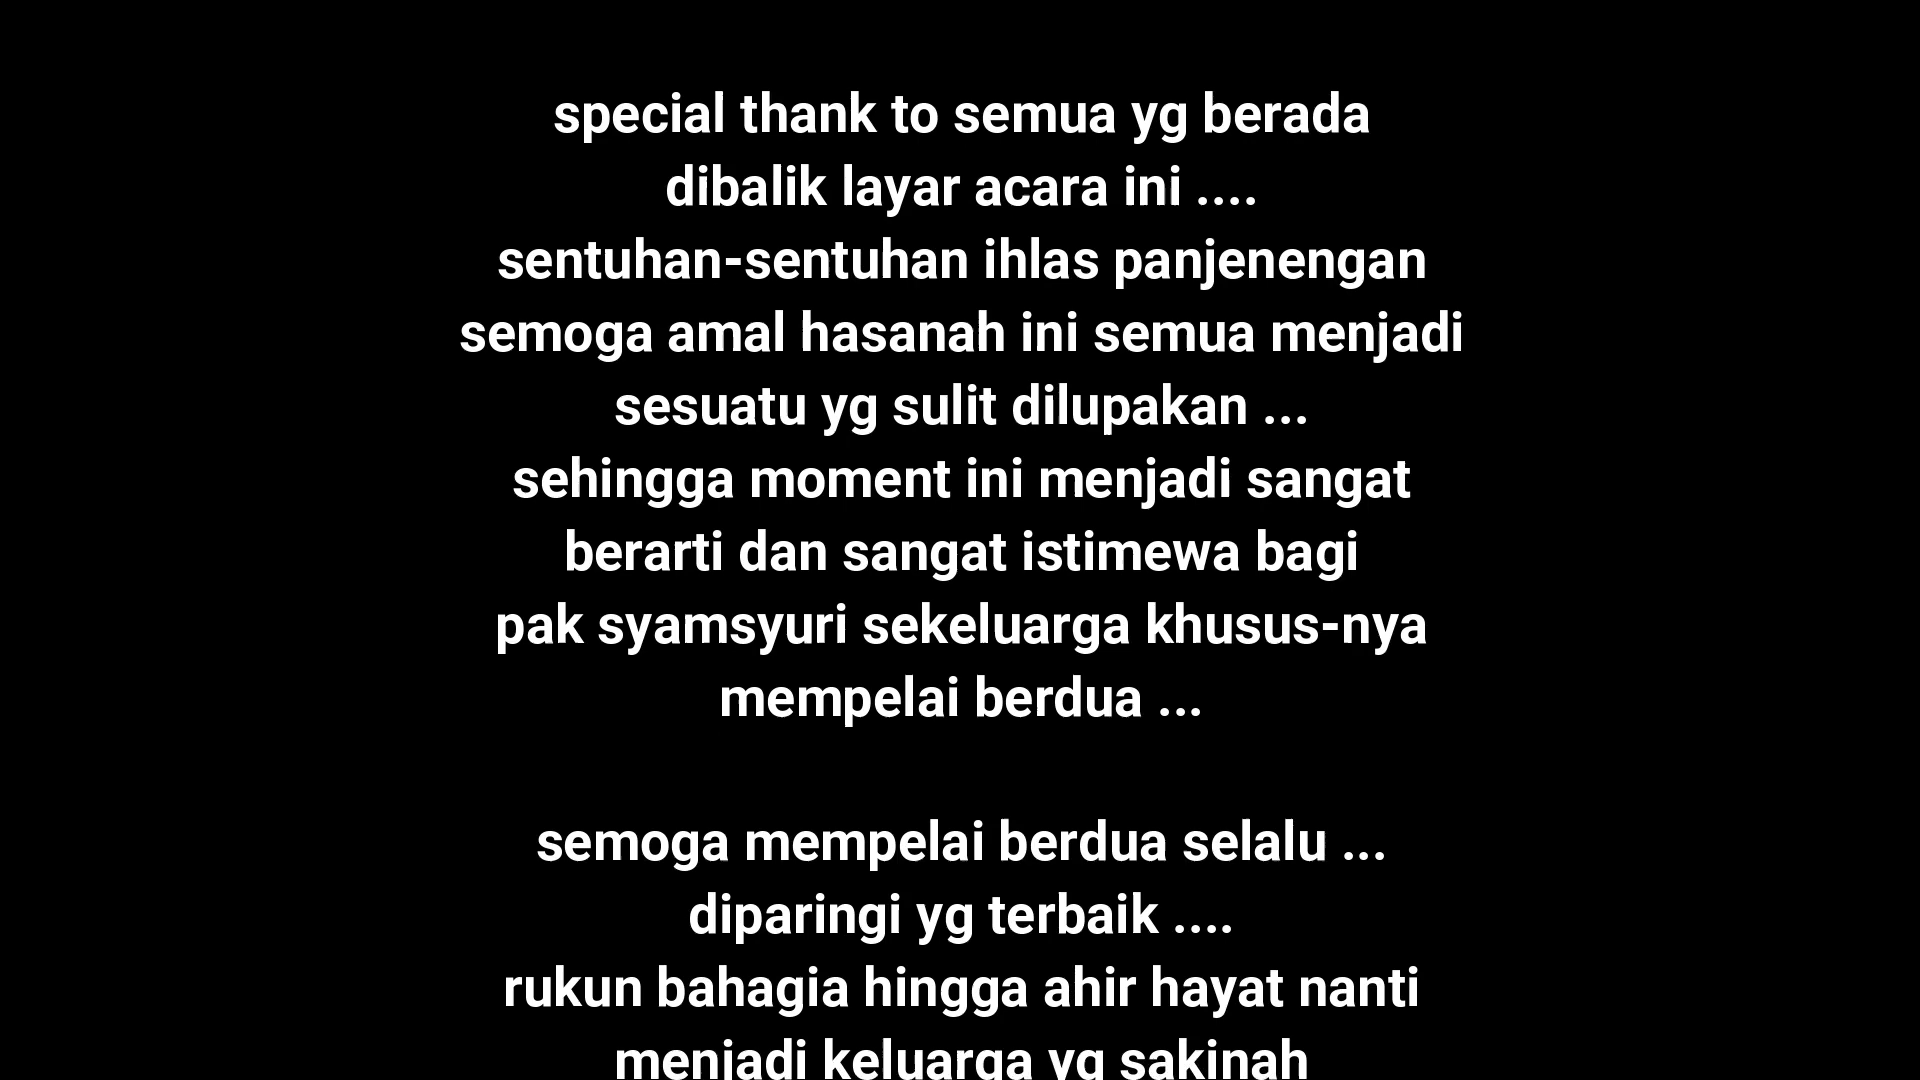 special thank to semua yg berada
dibalik layar acara ini ....
sentuhan-sentuhan ihlas panjenengan
semoga amal hasanah ini semua menjadi
sesuatu yg sulit dilupakan ...
sehingga moment ini menjadi sangat
berarti dan sangat istimewa bagi
pak syamsyuri sekeluarga khusus-nya
mempelai berdua ...
semoga mempelai berdua selalu ...
diparingi yg terbaik ....
rukun bahagia hingga ahir hayat nanti
menjadi keluarga yg sakinah